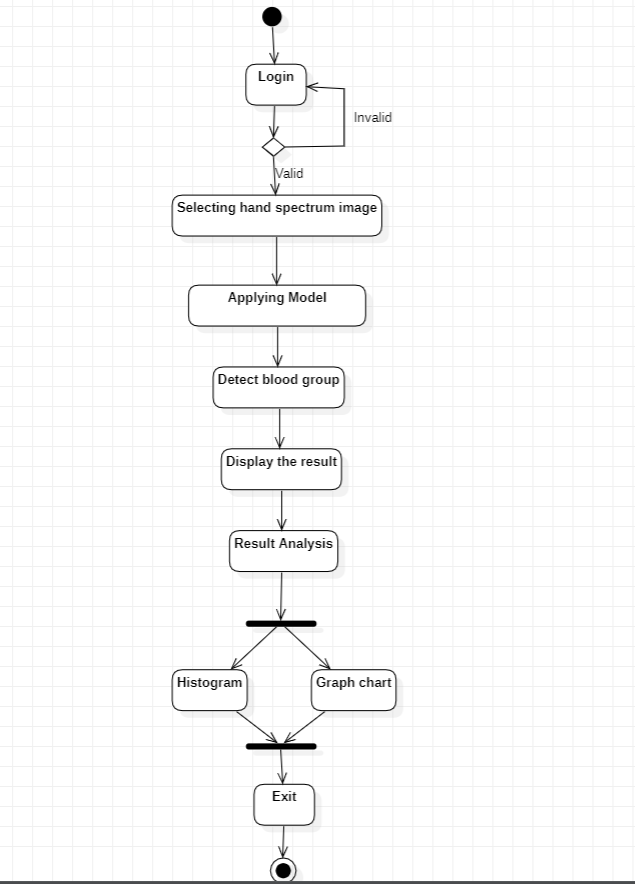 Login
Invalid
Valid
Selecting hand spectrum image
Applying Model
Detect blood group
Display the result
Result Analysis
Histogram
Graph chart
Exit